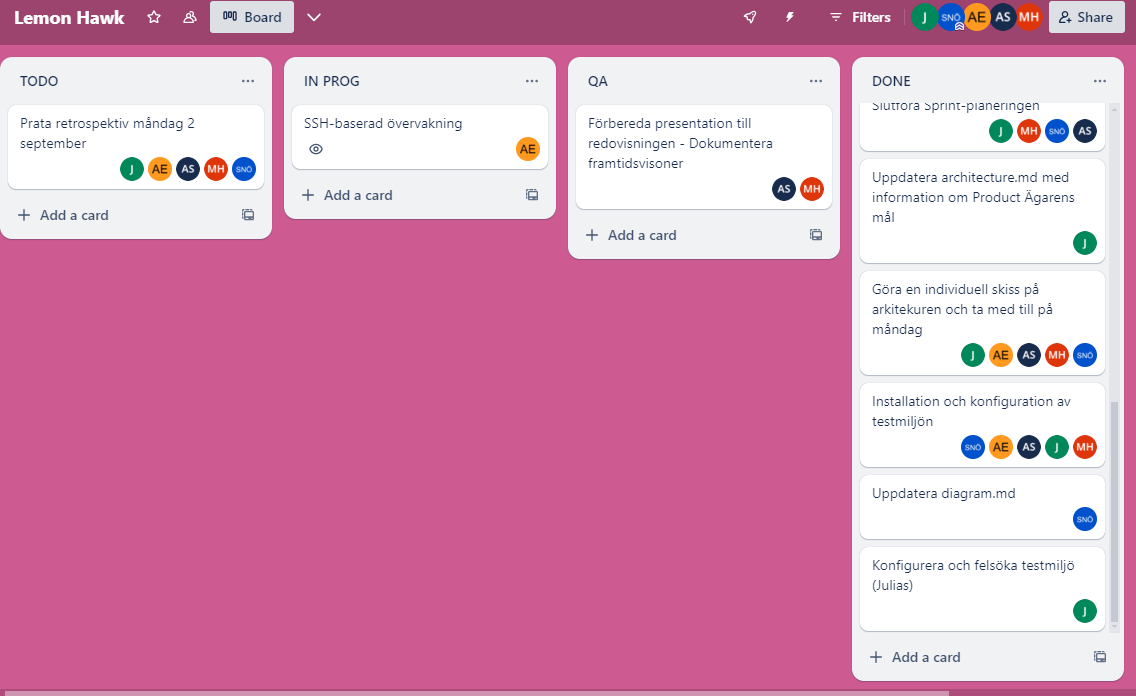 Lemon Hawk
Board
Filters
J
SNÖ
AE
AS
MH
Share
TODO
Prata retrospektiv måndag 2
september
J AE AS MH SNÖ
Add a card
IN PROG
SSH-baserad övervakning
AE
Add a card
QA
Förbereda presentation till
redovisningen - Dokumentera
framtidsvisoner
AS MH
Add a card
DONE
Slutföra Sprint-planeringen
J MH SNÖ AS
Uppdatera architecture.md med
information om Product Ägarens
mål
J
Göra en individuell skiss på
arkitekuren och ta med till på
måndag
J AE AS MH SNÖ
Installation och konfiguration av
testmiljön
SNÖ AE AS J MH
Uppdatera diagram.md
SNÖ
Konfigurera och felsöka testmiljö
(Julias)
J
Add a card